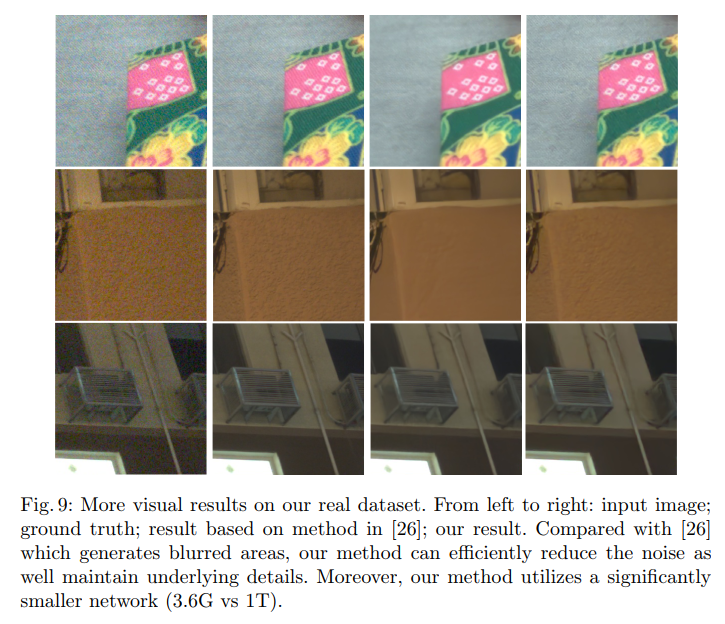 Fig. 9: More visual results on our real dataset. From left to right: input image;
ground truth; result based on method in [26]; our result. Compared with [26]
which generates blurred areas, our method can efficiently reduce the noise as
well maintain underlying details. Moreover, our method utilizes a significantly
smaller network (3.6G vs 1T).